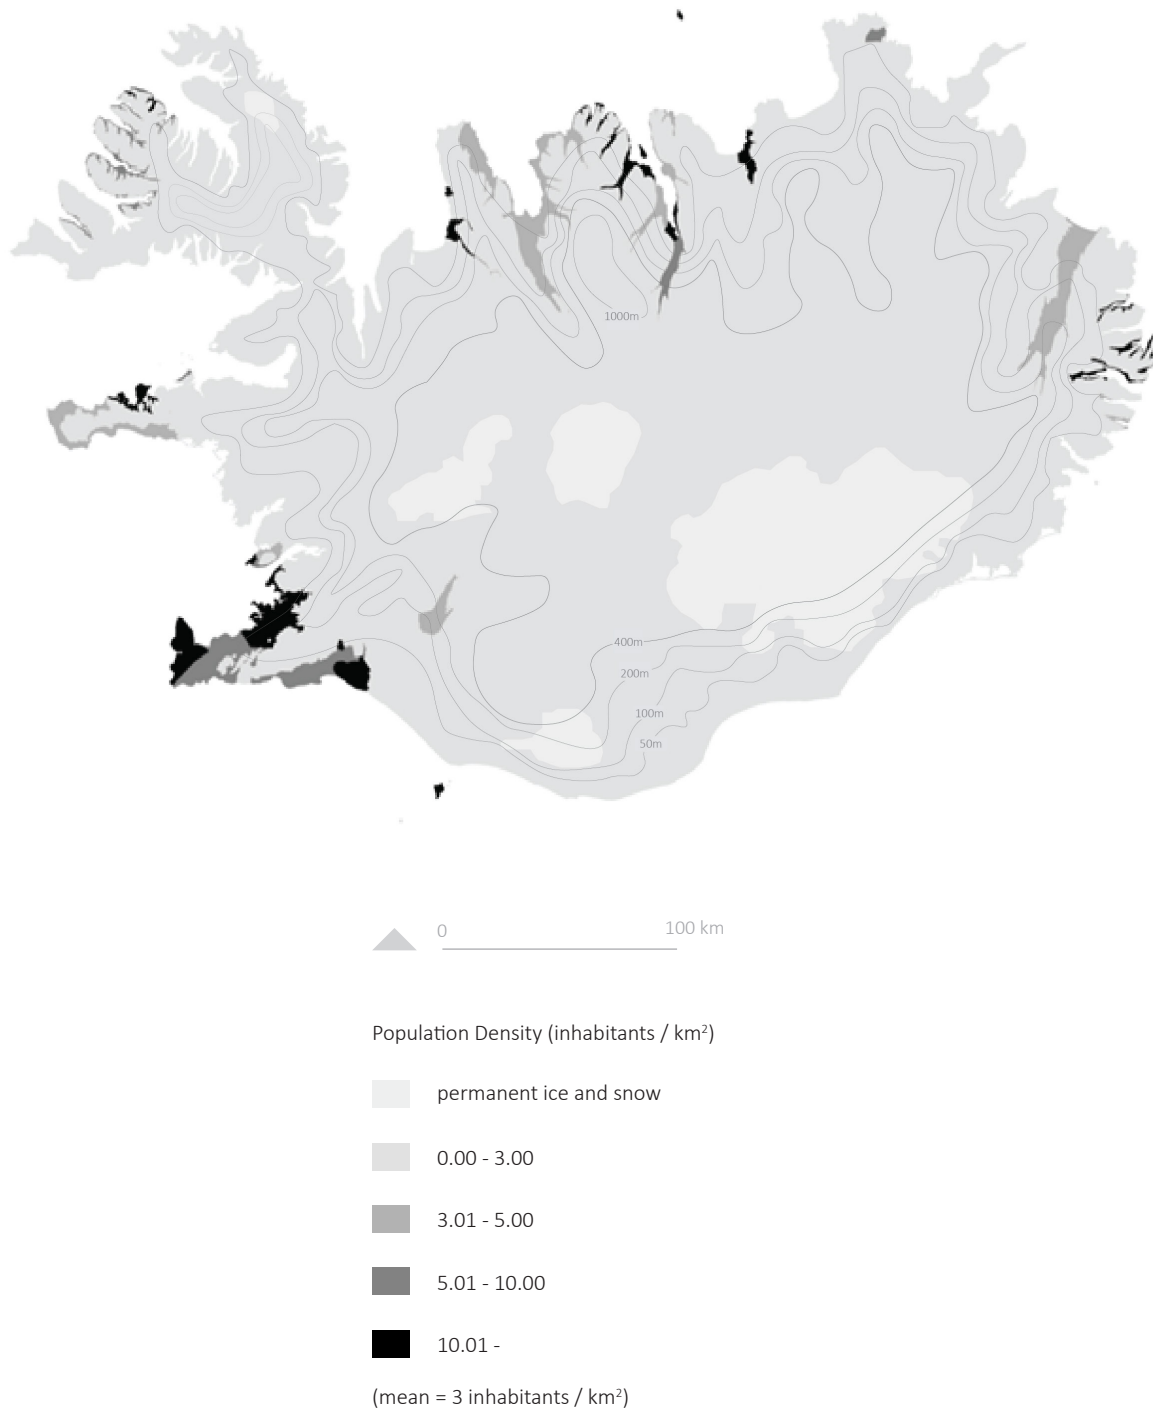 1000m
400m
200m
100m
50m
0
100 km
Population Density (inhabitants / km²)
permanent ice and snow
0.00 - 3.00
3.01 - 5.00
5.01 - 10.00
10.01 -
(mean = 3 inhabitants / km²)